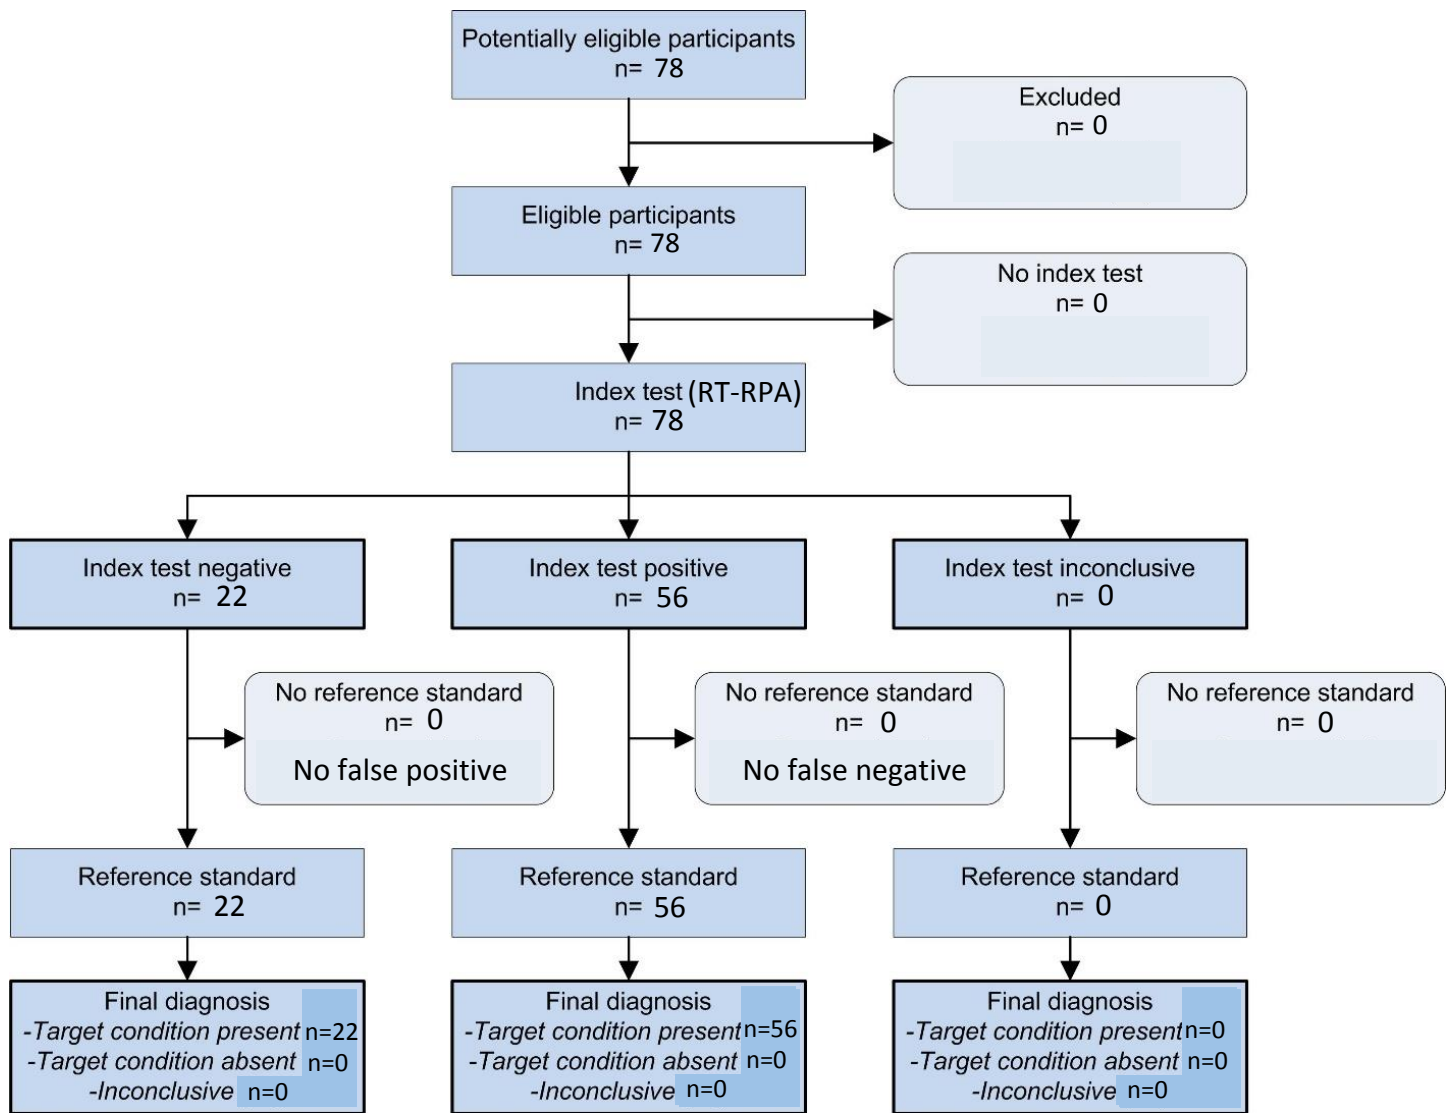 Potentially eligible participants
n= 78
Excluded
n= 0
Eligible participants
n= 78
No index test
n= 0
Index test (RT-RPA)
n= 78
Index test negative
n= 22
Index test positive
n= 56
Index test inconclusive
n= 0
No reference standard
n= 0
No false positive
No reference standard
n= 0
No false negative
No reference standard
n= 0
Reference standard
n= 22
Reference standard
n= 56
Reference standard
n= 0
Final diagnosis
-Target condition present n=22
-Target condition absent n=0
-Inconclusive n=0
Final diagnosis
-Target condition present n=56
-Target condition absent n=0
-Inconclusive n=0
Final diagnosis
-Target condition present n=0
-Target condition absent n=0
-Inconclusive n=0